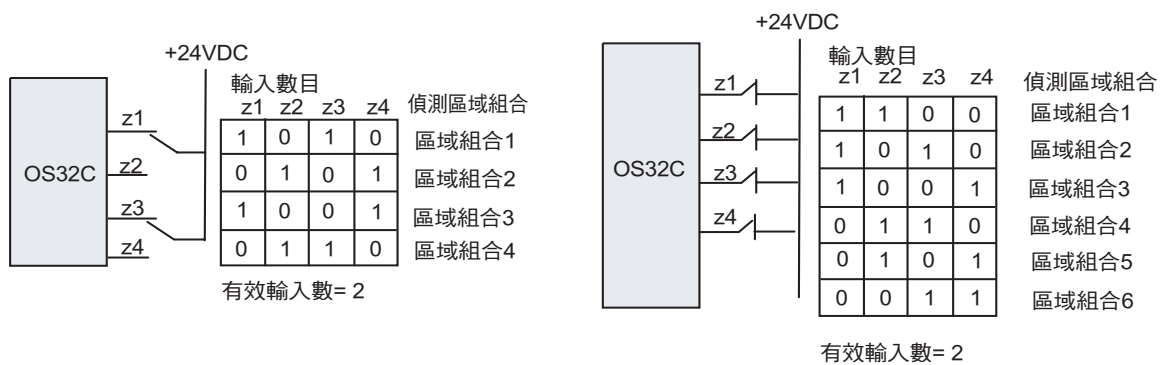 +24VDC
輸入數目
z1 z2 z3 z4 偵測區域組合
OS32C
z1
z2
z3
z4
1 0 1 0 區域組合1
0 1 0 1 區域組合2
1 0 0 1 區域組合3
0 1 1 0 區域組合4
有效輸入數= 2
+24VDC
輸入數目
z1 z2 z3 z4 偵測區域組合
OS32C
z1
z2
z3
z4
1 1 0 0 區域組合1
1 0 1 0 區域組合2
1 0 0 1 區域組合3
0 1 1 0 區域組合4
0 1 0 1 區域組合5
0 0 1 1 區域組合6
有效輸入數= 2